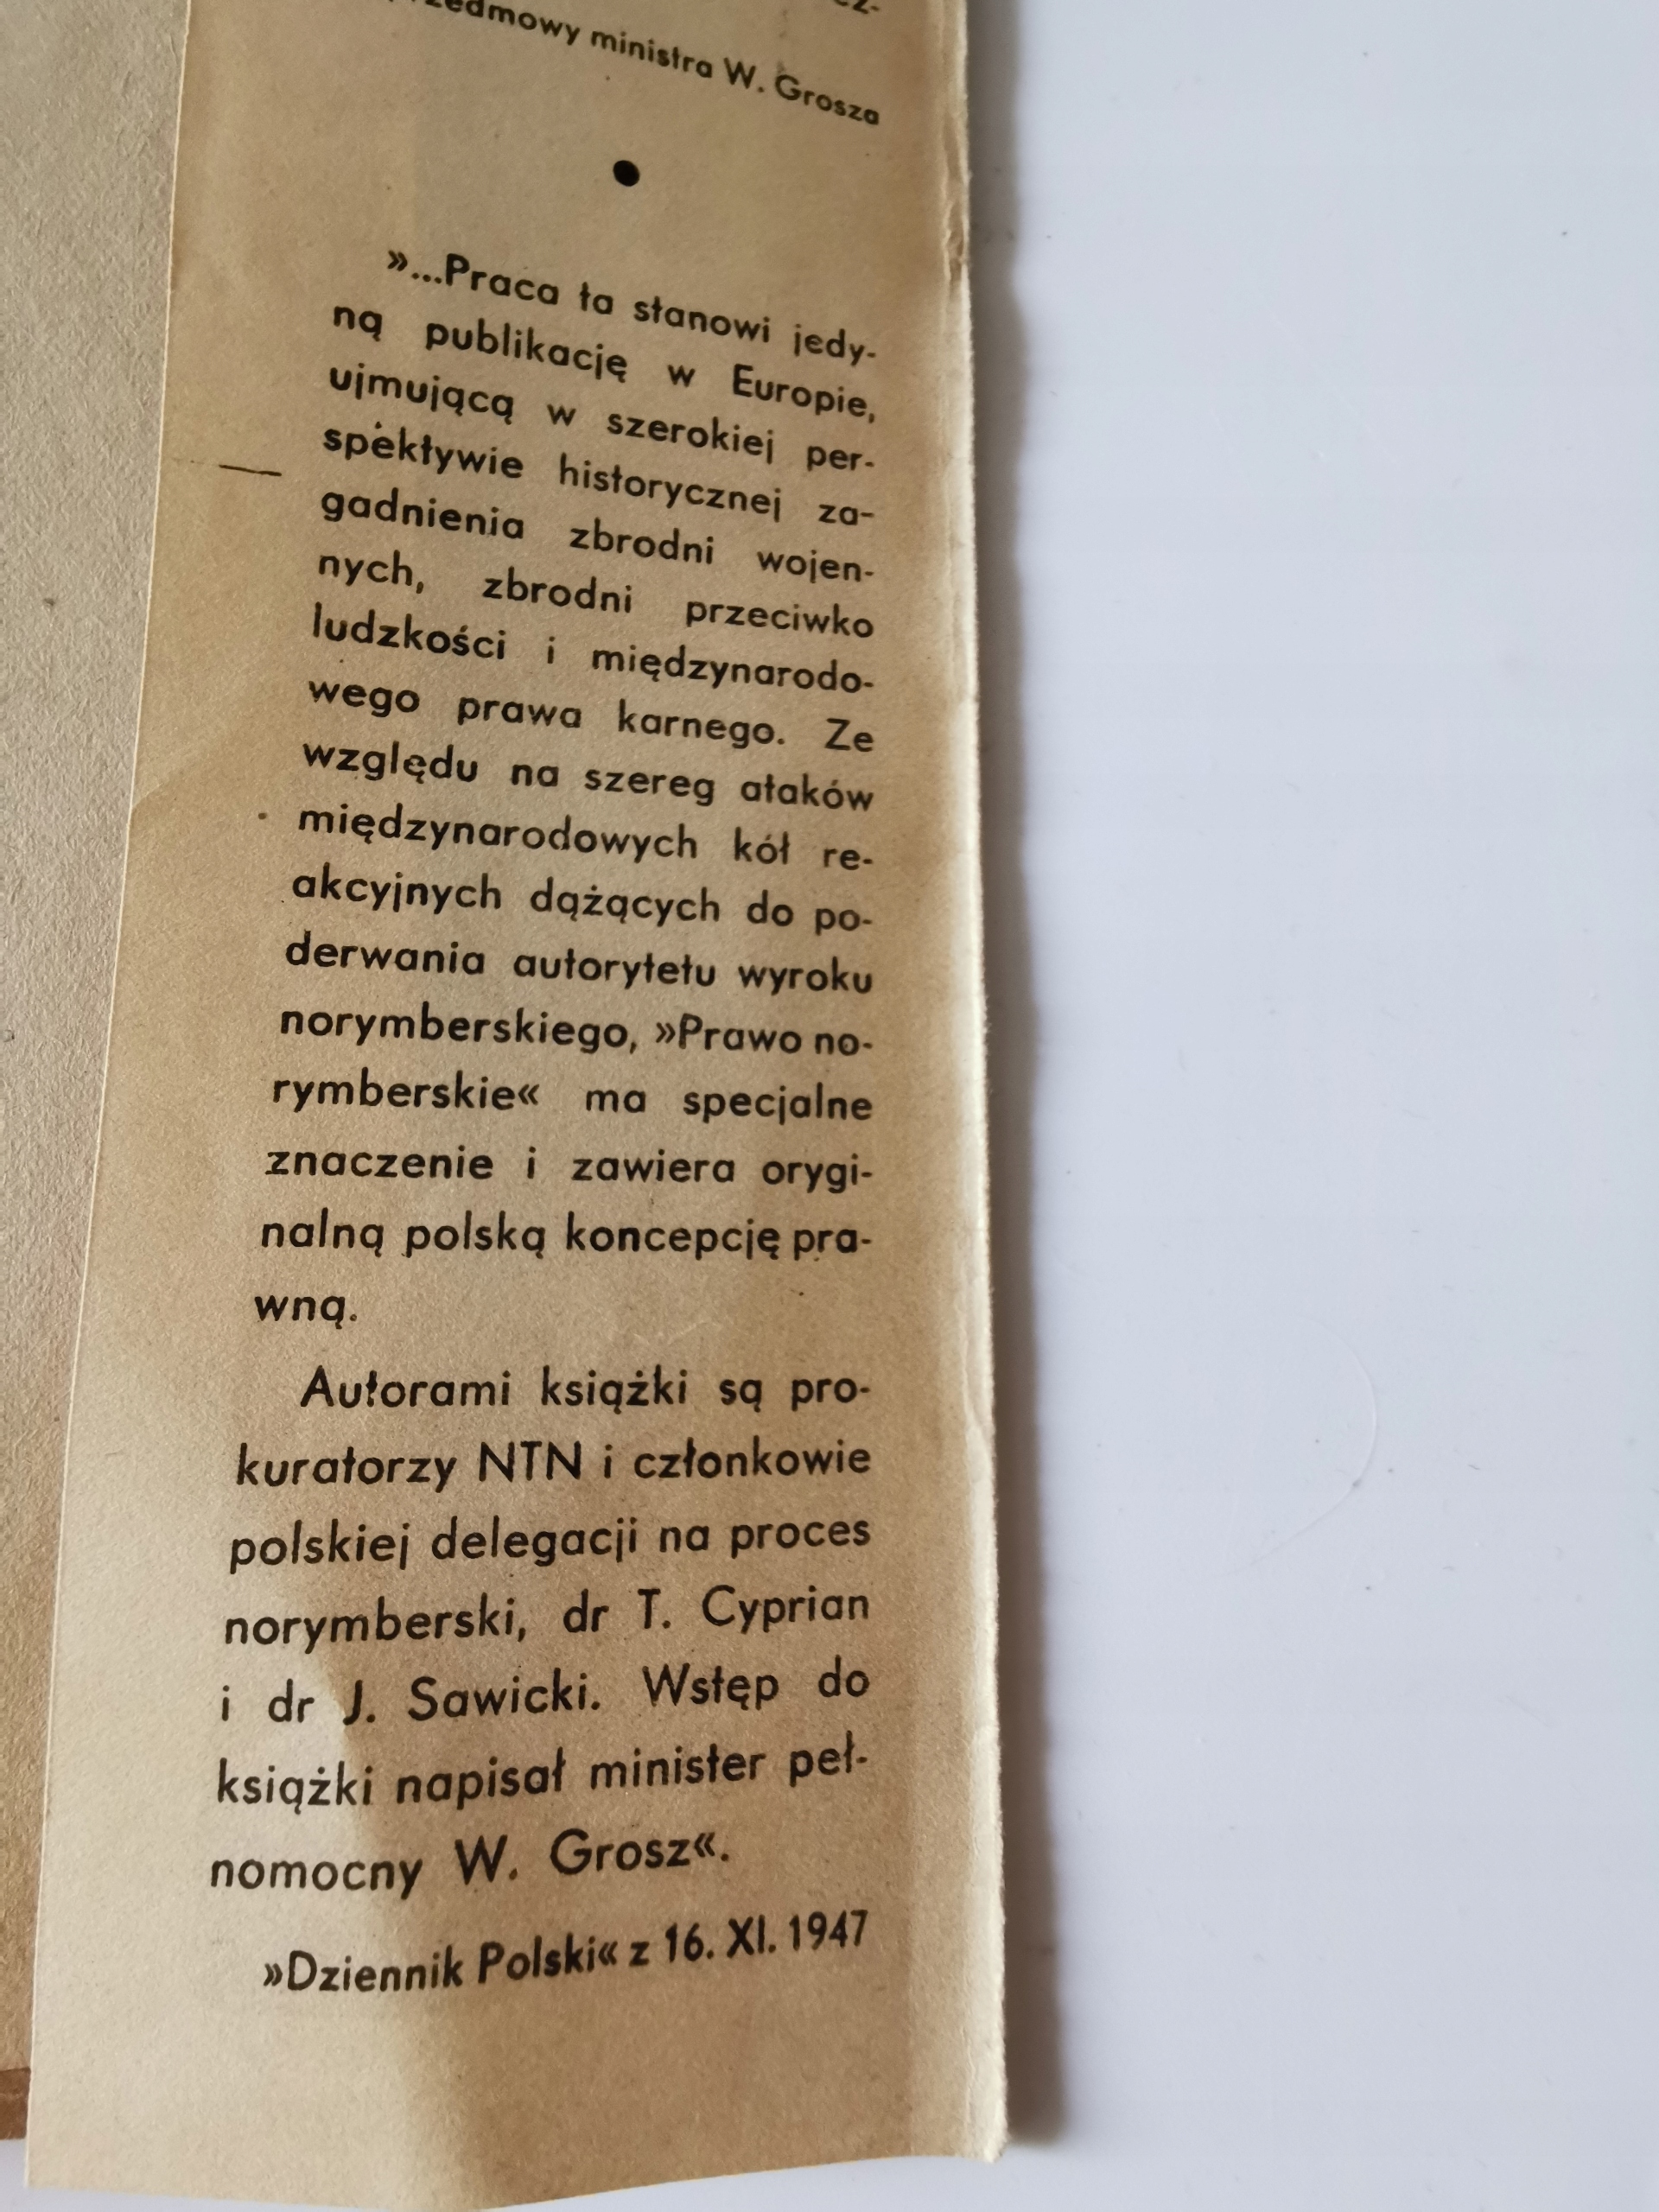 ministra W. Grosza
»...Praca ta stanowi jedy-
ną publikację w Europie,
ujmującą w szerokiej per-
spektywie historycznej za-
gadnienia zbrodni wojen-
nych, zbrodni przeciwko
ludzkości i międzynarodo-
wego prawa karnego. Ze
względu na szereg ataków
międzynarodowych kół re-
akcyjnych dążących do po-
derwania autorytetu wyroku
norymberskiego, »Prawo no-
rymberskie« ma specjalne
znaczenie i zawiera orygi-
nalną polską koncepcję pra-
wną.
Autorami książki są pro-
kuratorzy NTN i członkowie
polskiej delegacji na proces
norymberski, dr T. Cyprian
i dr J. Sawicki. Wstęp do
książki napisał minister peł-
nomocny W. Grosz«.
»Dziennik Polski« z 16. XI. 1947